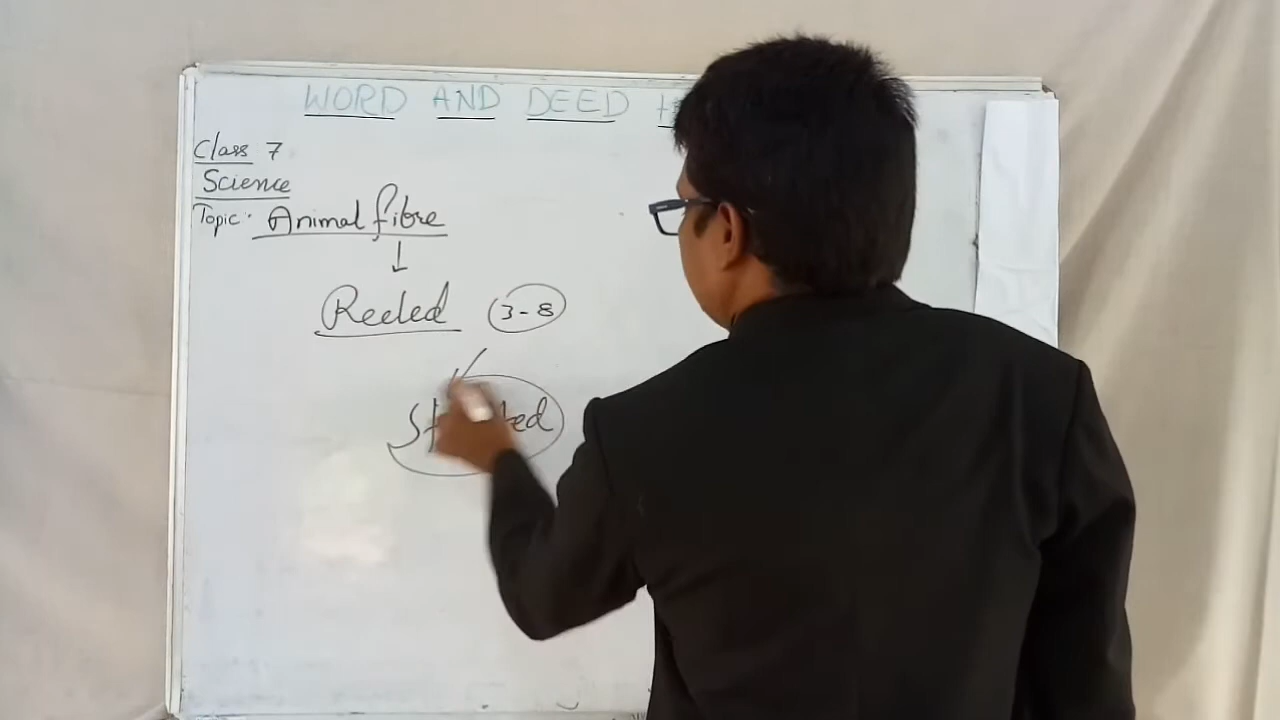 WORD AND DEED
Class 7
Science
Topic. Animal fibre
Reeled 3-8